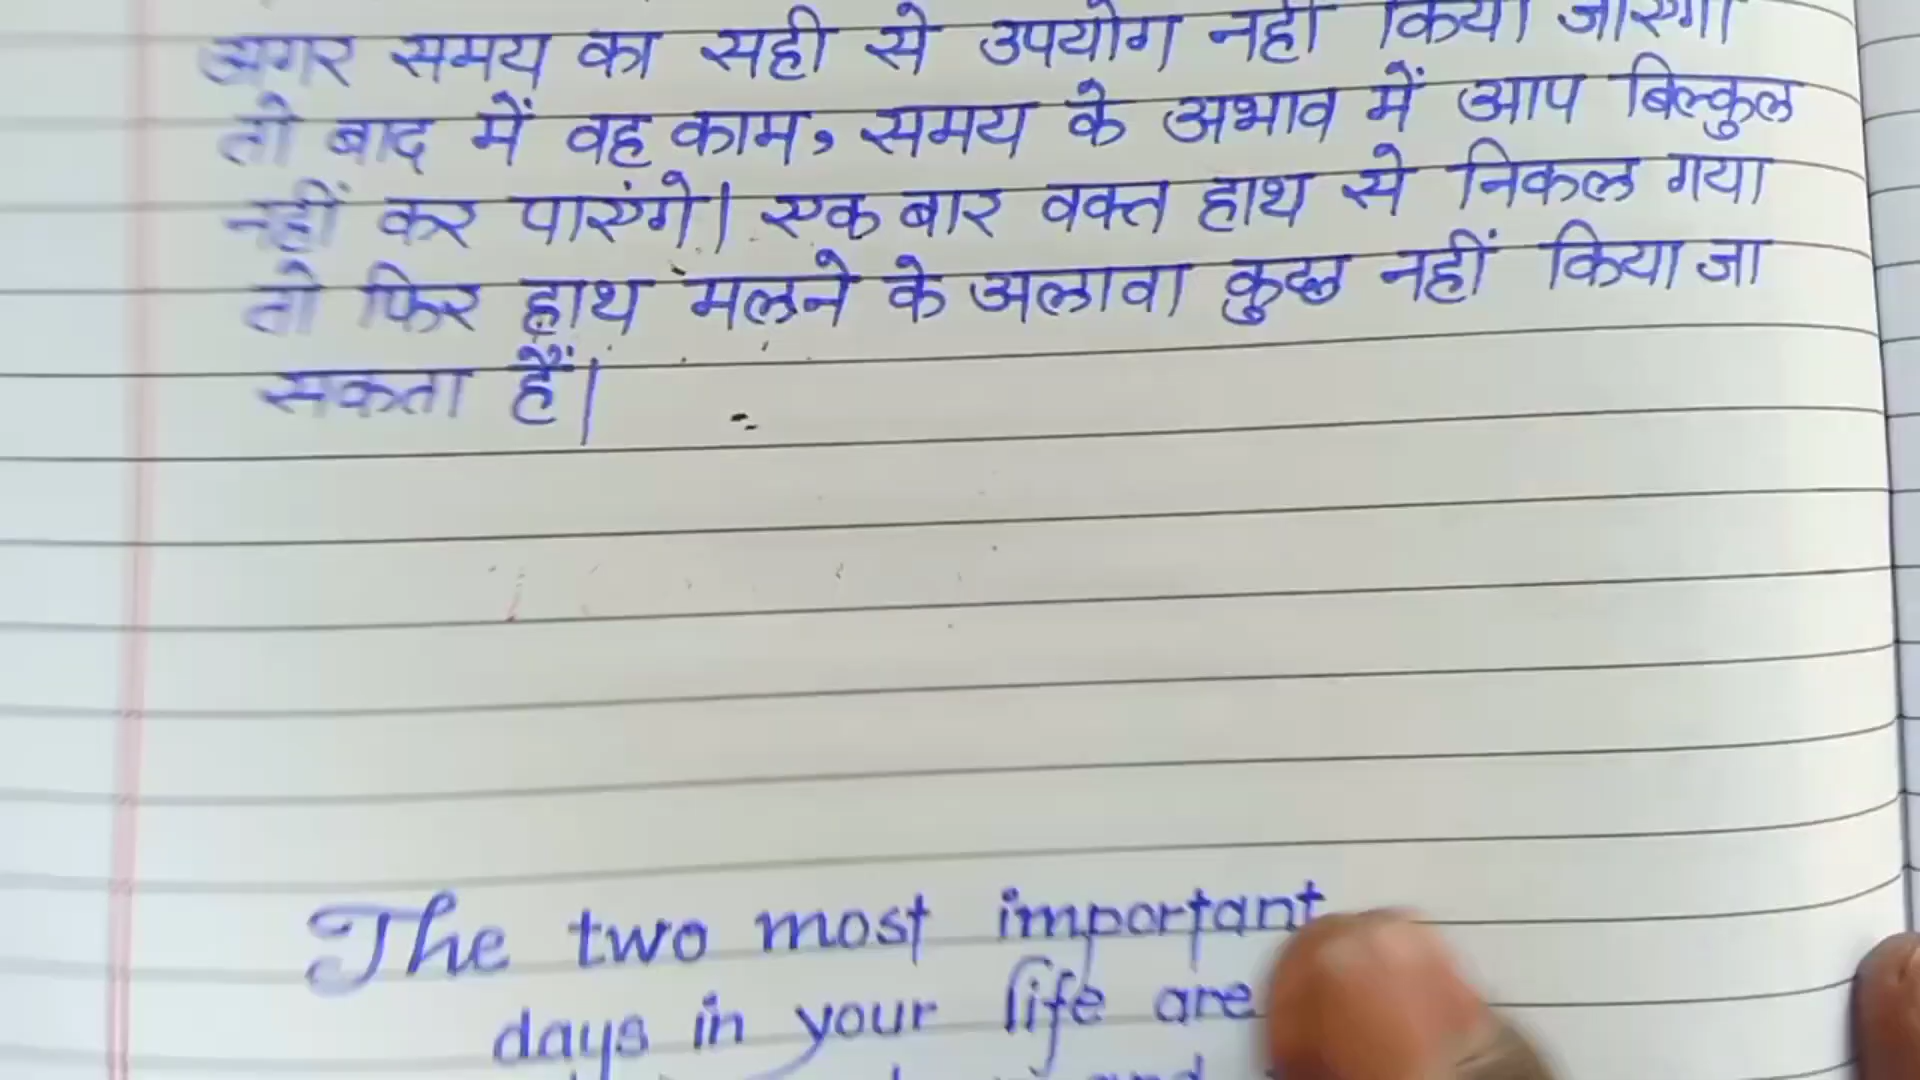 अगर समय का सही से उपयोग नहीं किया जाएगा
तो बाद में वह काम, समय के अभाव में आप बिल्कुल
नहीं कर पाएंगे। एक बार वक्त हाथ से निकल गया
तो फिर हाथ मलने के अलावा कुछ नहीं किया जा
सकता हैं।
The two most important
days in your life are
and